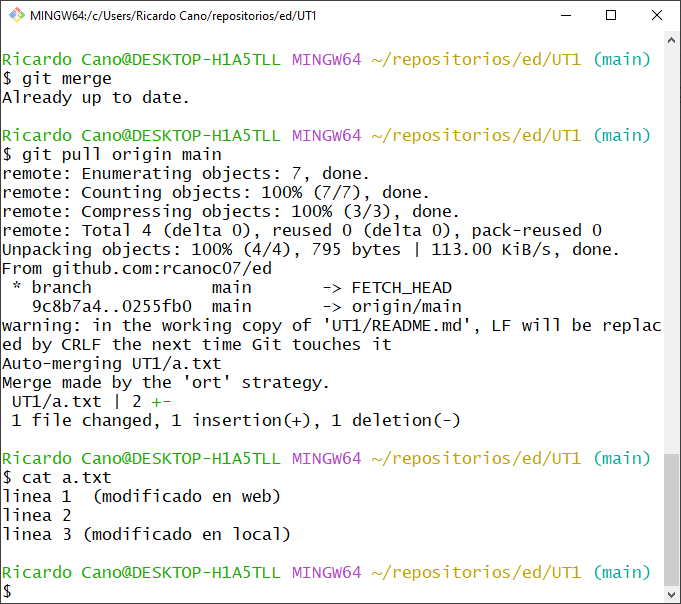 MINGW64:/c/Users/Ricardo Cano/repositorios/ed/UT1
Ricardo Cano@DESKTOP-H1A5TLL MINGW64 ~/repositorios/ed/UT1 (main)
$ git merge
Already up to date.
Ricardo Cano@DESKTOP-H1A5TLL MINGW64 ~/repositorios/ed/UT1 (main)
$ git pull origin main
remote: Enumerating objects: 7, done.
remote: Counting objects: 100% (7/7), done.
remote: Compressing objects: 100% (3/3), done.
remote: Total 4 (delta 0), reused 0 (delta 0), pack-reused 0
Unpacking objects: 100% (4/4), 795 bytes | 113.00 KiB/s, done.
From github.com:rcanoc07/ed
 * branch            main       -> FETCH_HEAD
   9c8b7a4..0255fb0  main       -> origin/main
warning: in the working copy of 'UT1/README.md', LF will be replac
ed by CRLF the next time Git touches it
Auto-merging UT1/a.txt
Merge made by the 'ort' strategy.
 UT1/a.txt | 2 +-
 1 file changed, 1 insertion(+), 1 deletion(-)
Ricardo Cano@DESKTOP-H1A5TLL MINGW64 ~/repositorios/ed/UT1 (main)
$ cat a.txt
linea 1  (modificado en web)
linea 2
linea 3 (modificado en local)
Ricardo Cano@DESKTOP-H1A5TLL MINGW64 ~/repositorios/ed/UT1 (main)
$